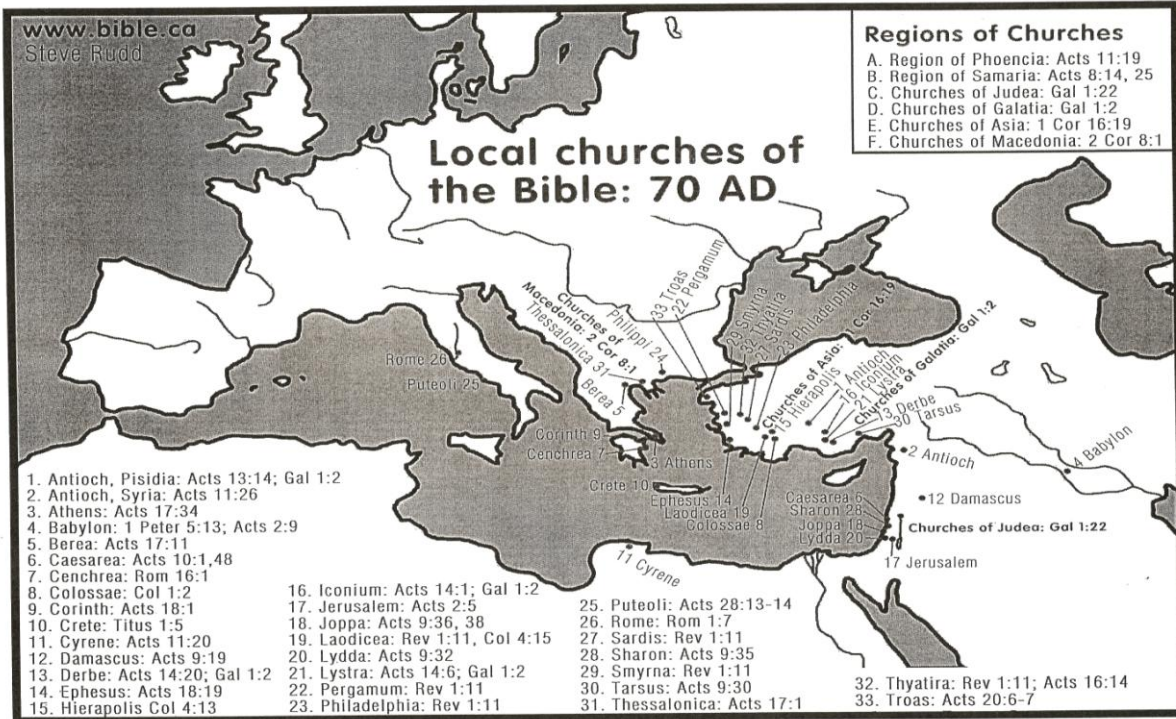 www.bible.ca
Steve Rudd
Regions of Churches
A. Region of Phoencia: Acts 11:19
B. Region of Samaria: Acts 8:14, 25
C. Churches of Judea: Gal 1:22
D. Churches of Galatia: Gal 1:2
E. Churches of Asia: 1 Cor 16:19
F. Churches of Macedonia: 2 Cor 8:1
Local churches of
the Bible: 70 AD
33 Troas
22 Pergamum
29 Smyrna
32 Thyatira
27 Sardis
23 Philadelphia
Churches of Asia: 1 Cor 16:19
15 Hierapolis
1 Antioch
16 Iconium
21 Lystra
Churches of Galatia: Gal 1:2
13 Derbe
30 Tarsus
Churches of
Macedonia: 2 Cor 8:1
Philippi 24
Thessalonica 31
Berea 5
Rome 26
Puteoli 25
Corinth 9
Cenchrea 7
3 Athens
Crete 10
Ephesus 14
Laodicea 19
Colossae 8
2 Antioch
4 Babylon
12 Damascus
Caesarea 6
Sharon 28
Joppa 18
Lydda 20
Churches of Judea: Gal 1:22
17 Jerusalem
11 Cyrene
1. Antioch, Pisidia: Acts 13:14; Gal 1:2
2. Antioch, Syria: Acts 11:26
3. Athens: Acts 17:34
4. Babylon: 1 Peter 5:13; Acts 2:9
5. Berea: Acts 17:11
6. Caesarea: Acts 10:1,48
7. Cenchrea: Rom 16:1
8. Colossae: Col 1:2
9. Corinth: Acts 18:1
10. Crete: Titus 1:5
11. Cyrene: Acts 11:20
12. Damascus: Acts 9:19
13. Derbe: Acts 14:20; Gal 1:2
14. Ephesus: Acts 18:19
15. Hierapolis Col 4:13
16. Iconium: Acts 14:1; Gal 1:2
17. Jerusalem: Acts 2:5
18. Joppa: Acts 9:36, 38
19. Laodicea: Rev 1:11, Col 4:15
20. Lydda: Acts 9:32
21. Lystra: Acts 14:6; Gal 1:2
22. Pergamum: Rev 1:11
23. Philadelphia: Rev 1:11
25. Puteoli: Acts 28:13-14
26. Rome: Rom 1:7
27. Sardis: Rev 1:11
28. Sharon: Acts 9:35
29. Smyrna: Rev 1:11
30. Tarsus: Acts 9:30
31. Thessalonica: Acts 17:1
32. Thyatira: Rev 1:11; Acts 16:14
33. Troas: Acts 20:6-7